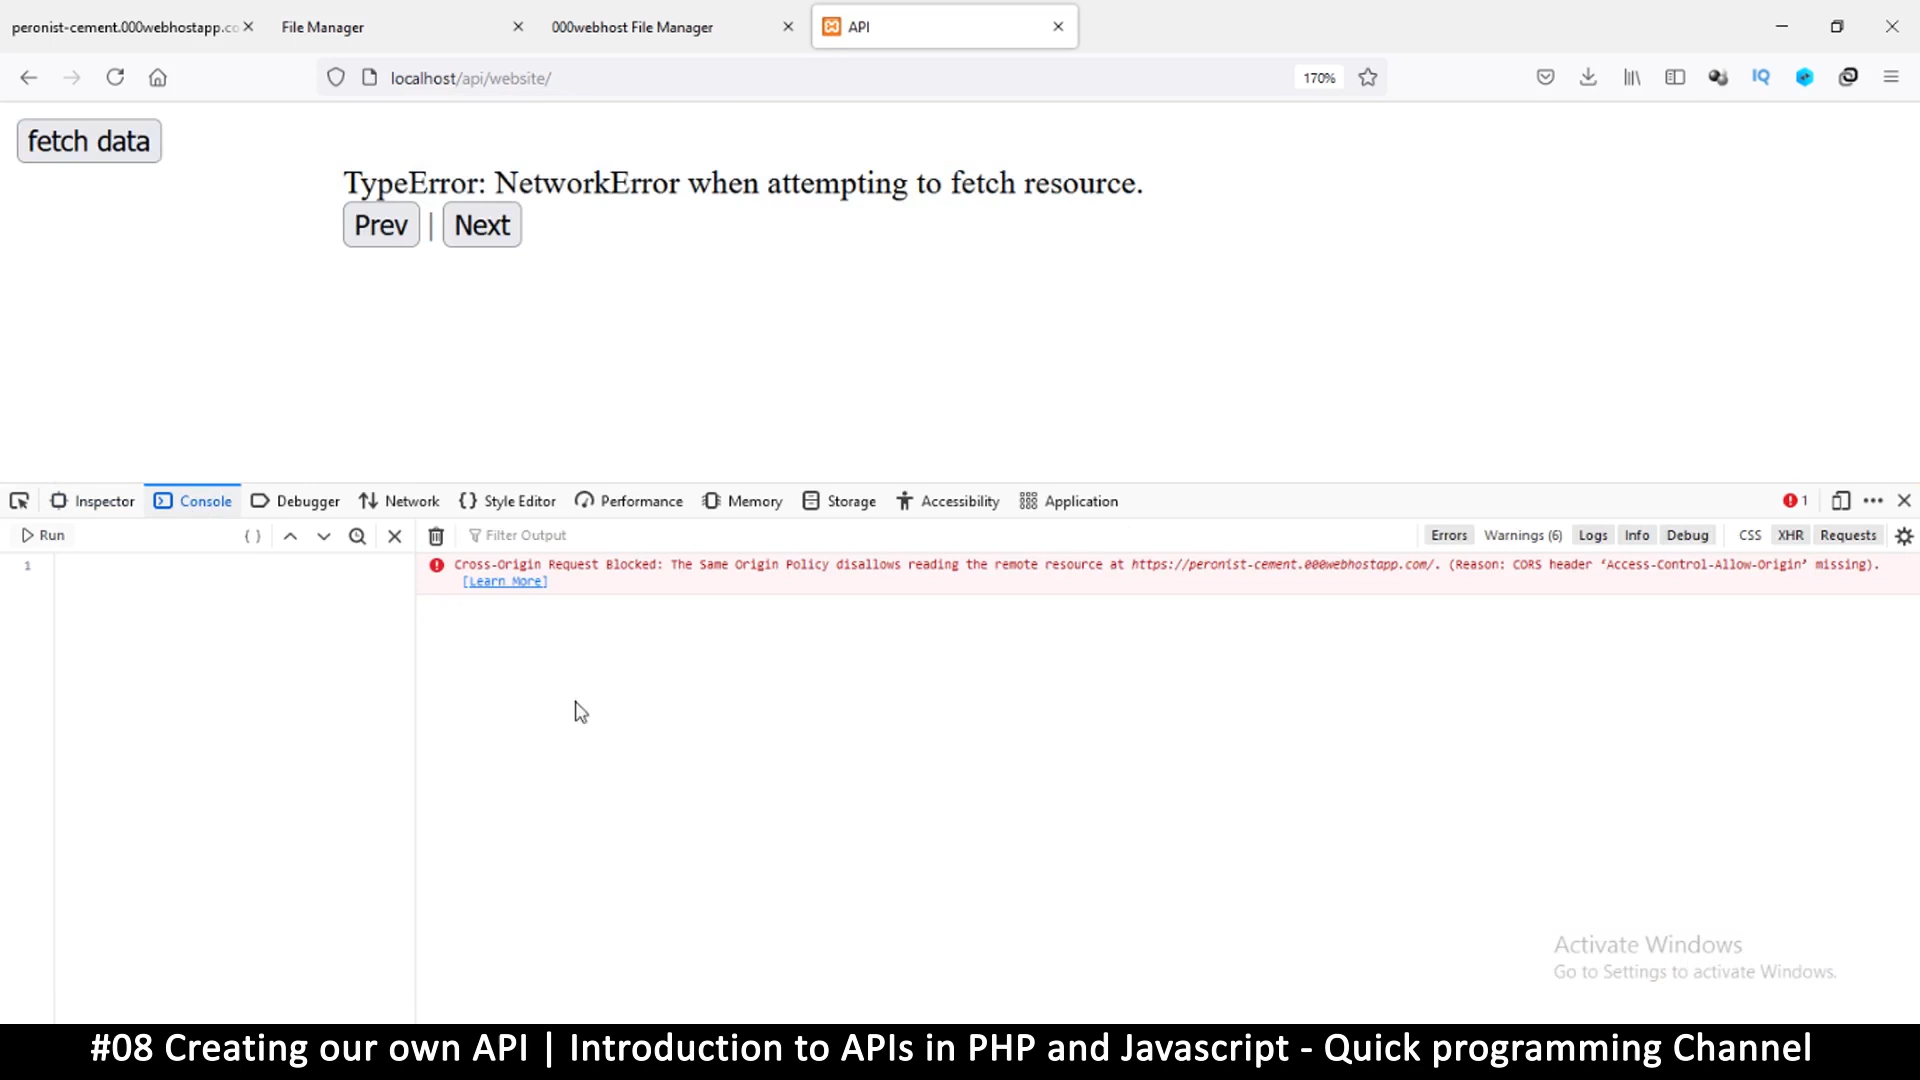 peronist-cement.000webhostapp.co
File Manager
000webhost File Manager
API
localhost/api/website/
170%
IQ
fetch data
TypeError: NetworkError when attempting to fetch resource.
Prev | Next
Inspector
Console
Debugger
Network
Style Editor
Performance
Memory
Storage
Accessibility
Application
1
Run
Filter Output
Errors
Warnings (6)
Logs
Info
Debug
CSS
XHR
Requests
1
Cross-Origin Request Blocked: The Same Origin Policy disallows reading the remote resource at https://peronist-cement.000webhostapp.com/. (Reason: CORS header ‘Access-Control-Allow-Origin’ missing).
[Learn More]
Activate Windows
Go to Settings to activate Windows.
#08 Creating our own API | Introduction to APIs in PHP and Javascript - Quick programming Channel